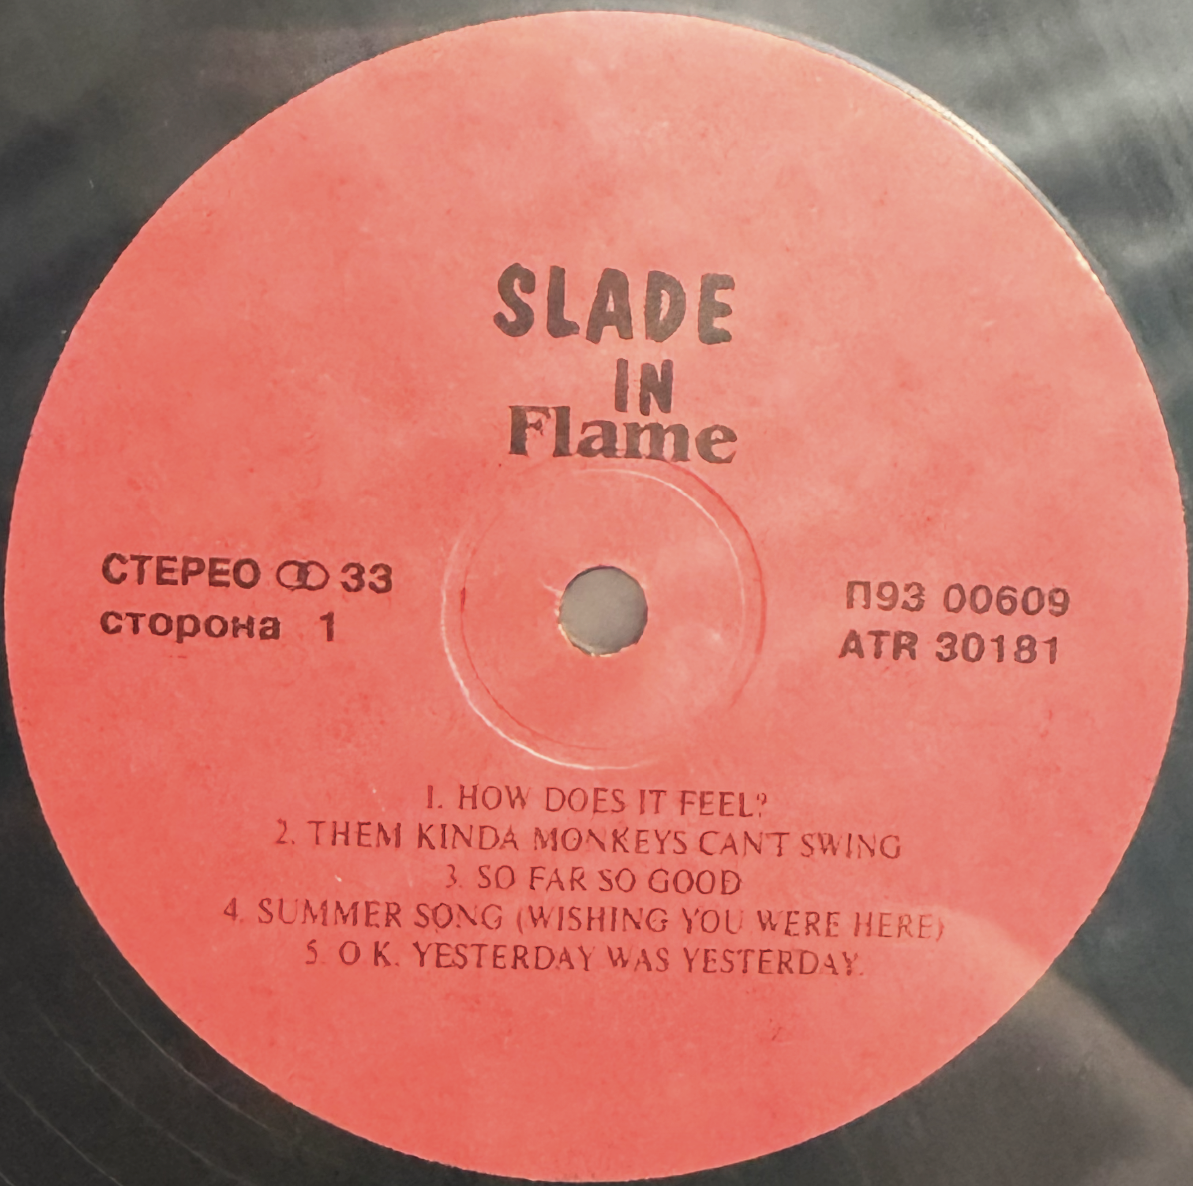 SLADE
IN
Flame
СТЕРЕО 33
сторона 1
П93 00609
ATR 30181
1. HOW DOES IT FEEL?
2. THEM KINDA MONKEYS CAN'T SWING
3. SO FAR SO GOOD
4. SUMMER SONG (WISHING YOU WERE HERE)
5. O K. YESTERDAY WAS YESTERDAY.